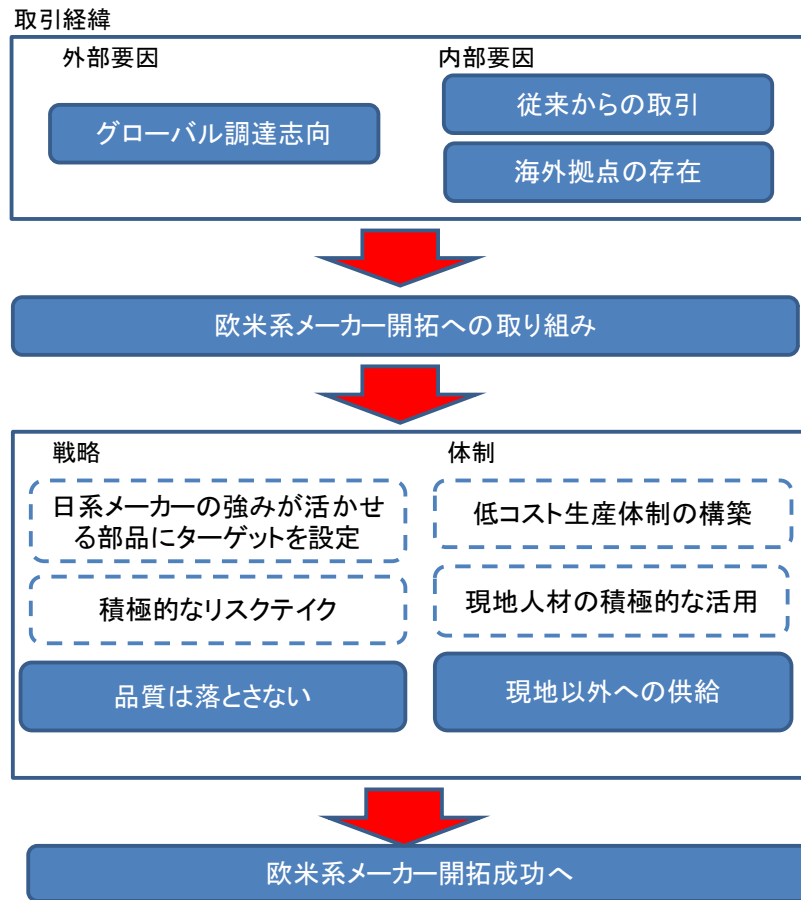 取引経緯
外部要因
内部要因
グローバル調達志向
従来からの取引
海外拠点の存在
欧米系メーカー開拓への取り組み
戦略
体制
日系メーカーの強みが活かせ
る部品にターゲットを設定
低コスト生産体制の構築
積極的なリスクテイク
現地人材の積極的な活用
品質は落とさない
現地以外への供給
欧米系メーカー開拓成功へ